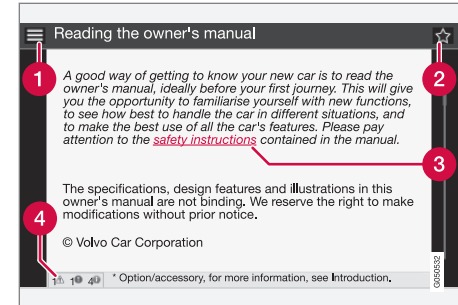 Reading the owner's manual
1
2
A good way of getting to know your new car is to read the
owner's manual, ideally before your first journey. This will give
you the opportunity to familiarise yourself with new functions,
to see how best to handle the car in different situations, and
to make the best use of all the car's features. Please pay
attention to the safety instructions contained in the manual.
3
The specifications, design features and illustrations in this
owner's manual are not binding. We reserve the right to make
modifications without prior notice.
4
© Volvo Car Corporation
1 1 4 * Option/accessory, for more information, see Introduction.
G050532